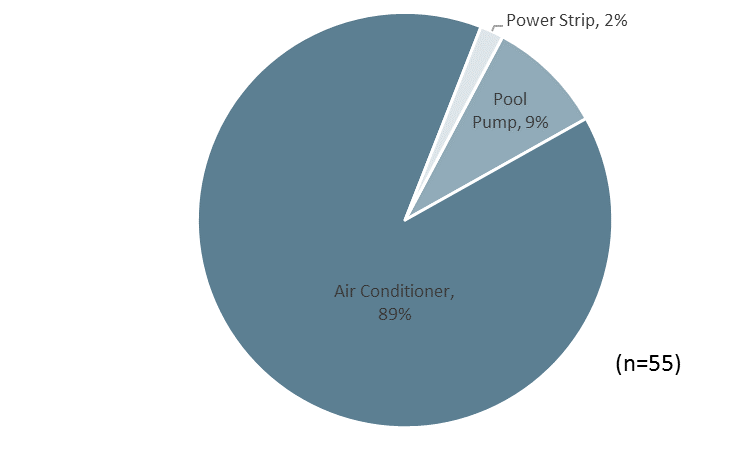 Power Strip, 2%
Pool
Pump, 9%
Air Conditioner,
89%
(n=55)